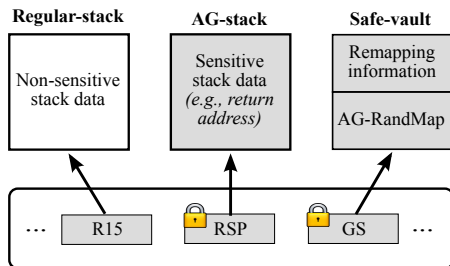 Regular-stack
AG-stack
Safe-vault
Non-sensitive
stack data
Sensitive
stack data
(e.g., return
address)
Remapping
information
AG-RandMap
... R15 RSP GS ...